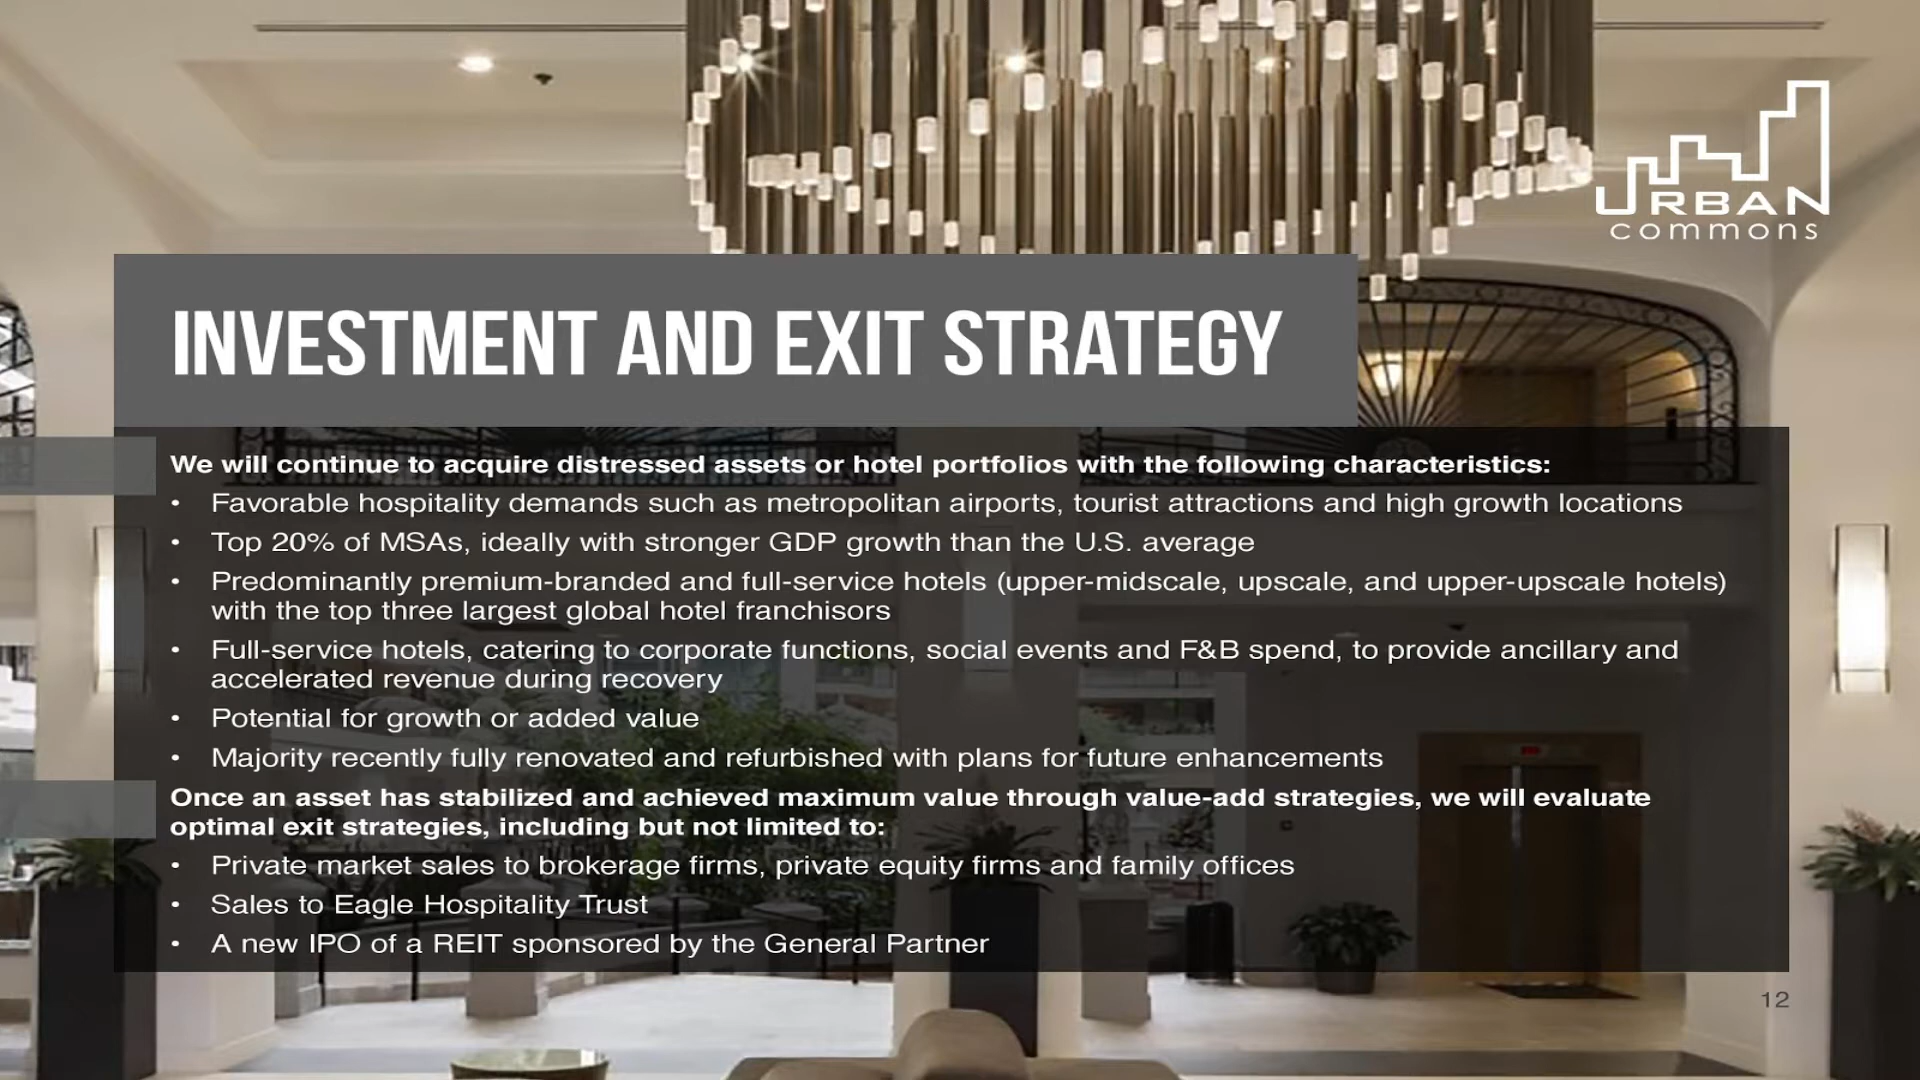 URBAN
commons
INVESTMENT AND EXIT STRATEGY
We will continue to acquire distressed assets or hotel portfolios with the following characteristics:
• Favorable hospitality demands such as metropolitan airports, tourist attractions and high growth locations
• Top 20% of MSAs, ideally with stronger GDP growth than the U.S. average
• Predominantly premium-branded and full-service hotels (upper-midscale, upscale, and upper-upscale hotels)
with the top three largest global hotel franchisors
• Full-service hotels, catering to corporate functions, social events and F&B spend, to provide ancillary and
accelerated revenue during recovery
• Potential for growth or added value
• Majority recently fully renovated and refurbished with plans for future enhancements
Once an asset has stabilized and achieved maximum value through value-add strategies, we will evaluate
optimal exit strategies, including but not limited to:
• Private market sales to brokerage firms, private equity firms and family offices
• Sales to Eagle Hospitality Trust
• A new IPO of a REIT sponsored by the General Partner
12